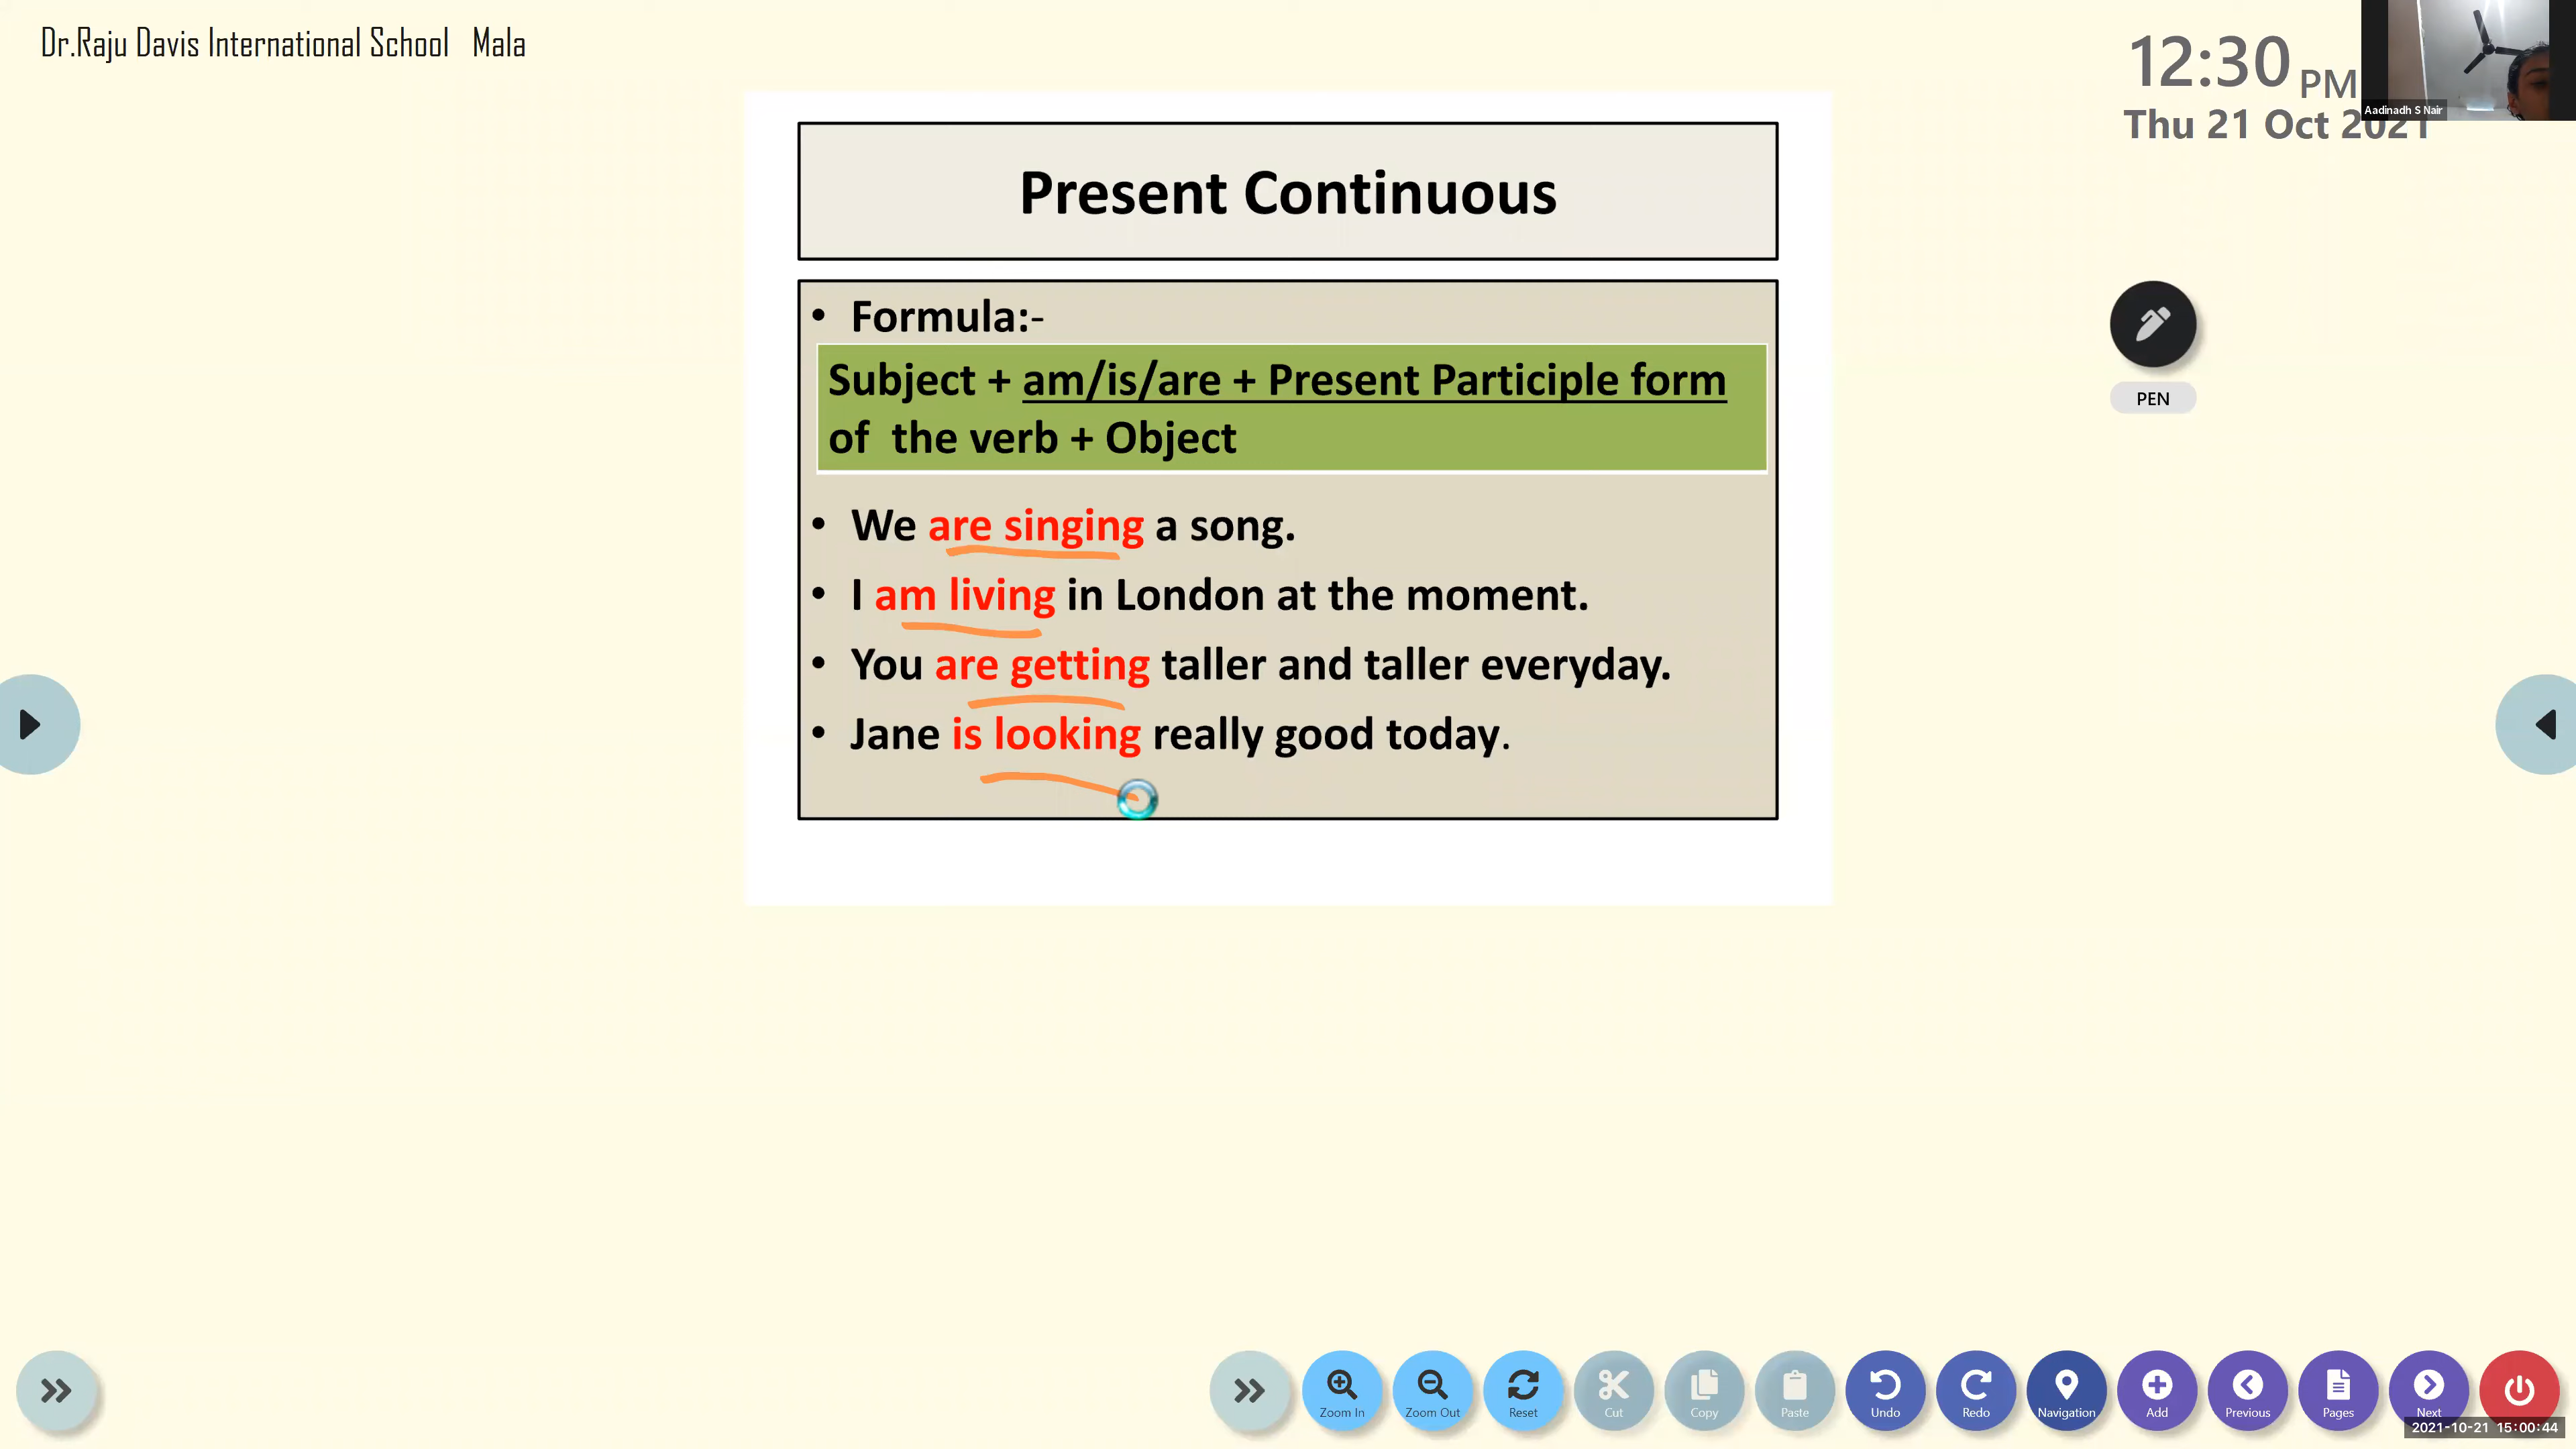 Dr.Raju Davis International School Mala
12:30 PM
Thu 21 Oct 2021
Aadinadh S Nair
Present Continuous
• Formula:-
Subject + am/is/are + Present Participle form
of the verb + Object
• We are singing a song.
• I am living in London at the moment.
• You are getting taller and taller everyday.
• Jane is looking really good today.
PEN
Zoom In
Zoom Out
Reset
Cut
Copy
Paste
Undo
Redo
Navigation
Add
Previous
Pages
Next
2021-10-21 15:00:44